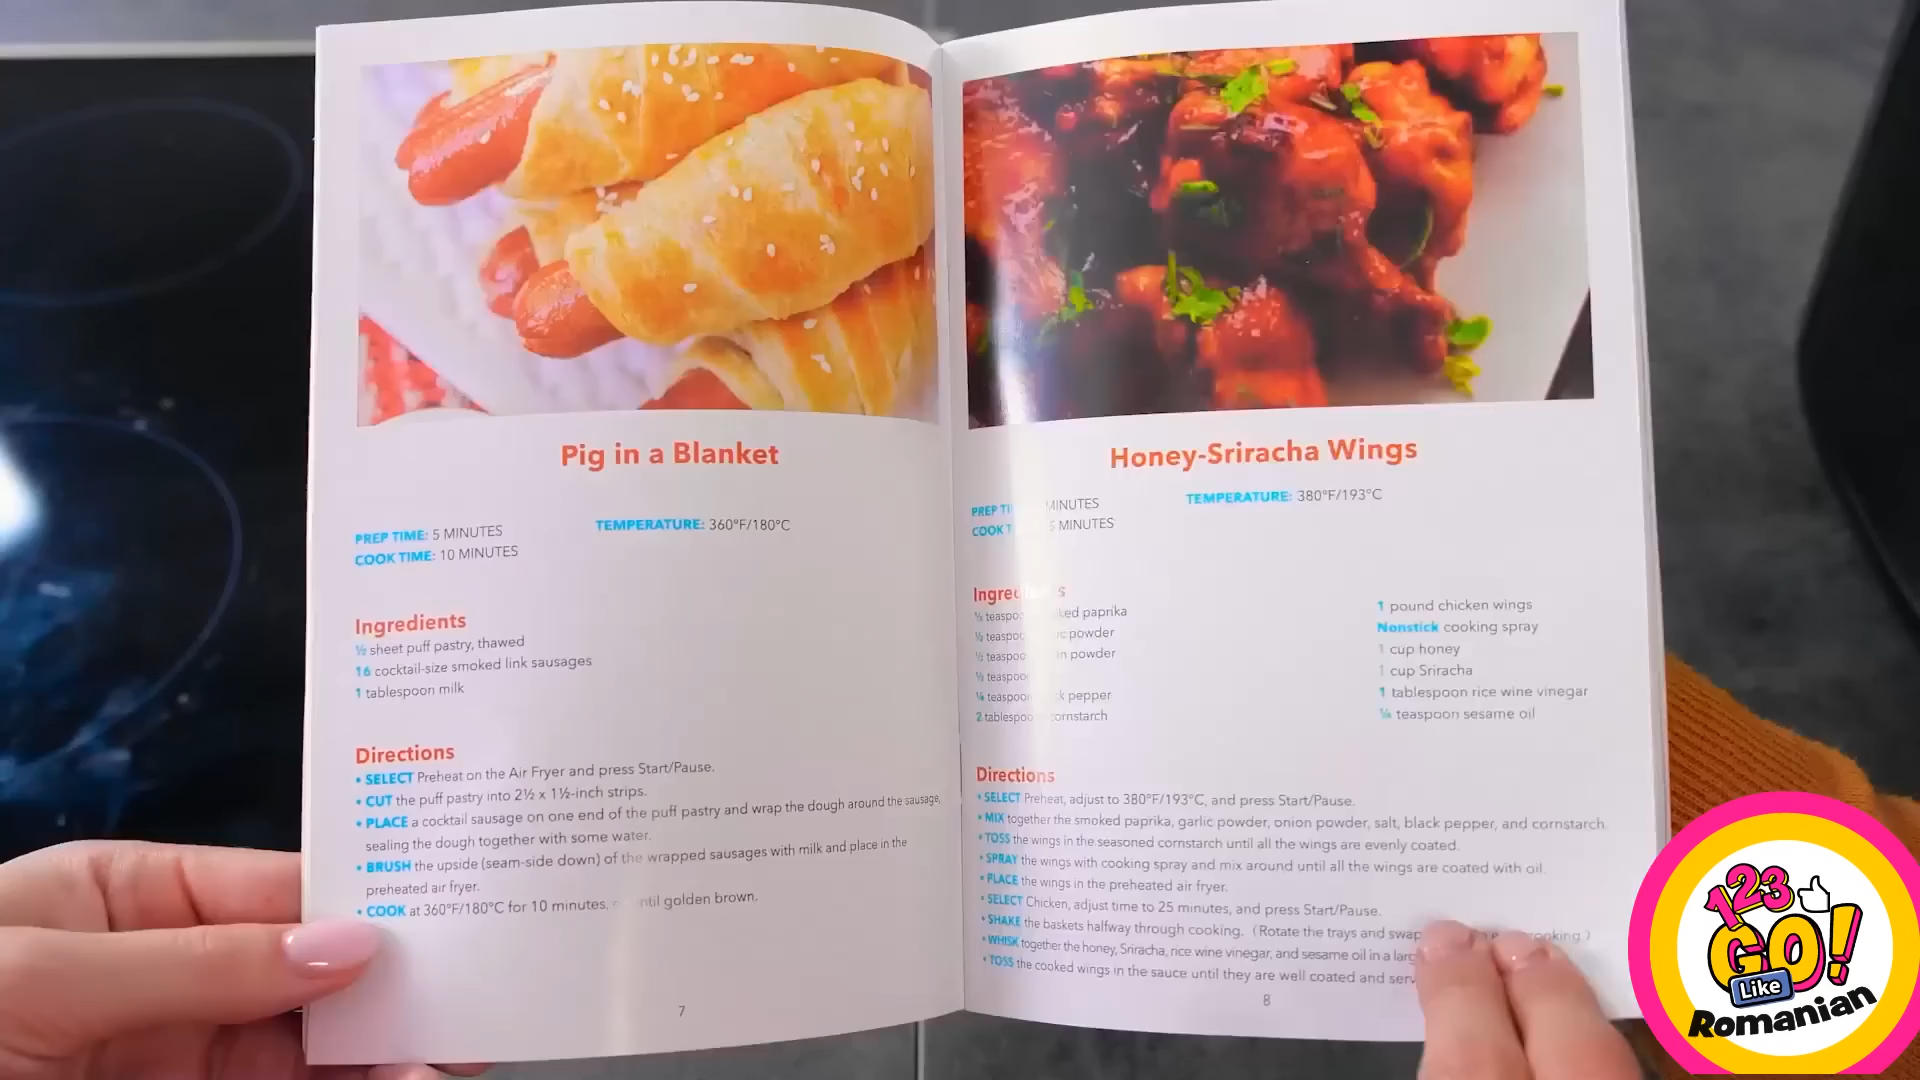 Pig in a Blanket
PREP TIME: 5 MINUTES
COOK TIME: 10 MINUTES
TEMPERATURE: 360°F/180°C
Ingredients
½ sheet puff pastry, thawed
16 cocktail-size smoked link sausages
1 tablespoon milk
Directions
• SELECT Preheat on the Air Fryer and press Start/Pause.
• CUT the puff pastry into 2½ x 1½-inch strips.
• PLACE a cocktail sausage on one end of the puff pastry and wrap the dough around the sausage,
sealing the dough together with some water.
• BRUSH the upside (seam-side down) of the wrapped sausages with milk and place in the
preheated air fryer.
• COOK at 360°F/180°C for 10 minutes, until golden brown.
7
Honey-Sriracha Wings
PREP
MINUTES
COOK
MINUTES
TEMPERATURE: 380°F/193°C
paprika
powder
powder
pepper
2
cornstarch
1 pound chicken wings
Nonstick cooking spray
1 cup honey
1 cup Sriracha
1 tablespoon rice wine vinegar
teaspoon sesame oil
Directions
• SELECT Preheat, adjust to 380°F/193°C, and press Start/Pause.
• MIX together the smoked paprika, garlic powder, onion powder, salt, black pepper, and cornstarch.
• TOSS the wings in the seasoned cornstarch until all the wings are evenly coated.
• SPRAY the wings with cooking spray and mix around until all the wings are coated with oil.
• PLACE the wings in the preheated air fryer.
• SELECT Chicken, adjust time to 25 minutes, and press Start/Pause.
• SHAKE the baskets halfway through cooking. (Rotate the trays and swap cooking.)
• WHISK together the honey, Sriracha, rice wine vinegar, and sesame oil in a
• TOSS the cooked wings in the sauce until they are well coated and
8
123
GO!
Like
Romanian